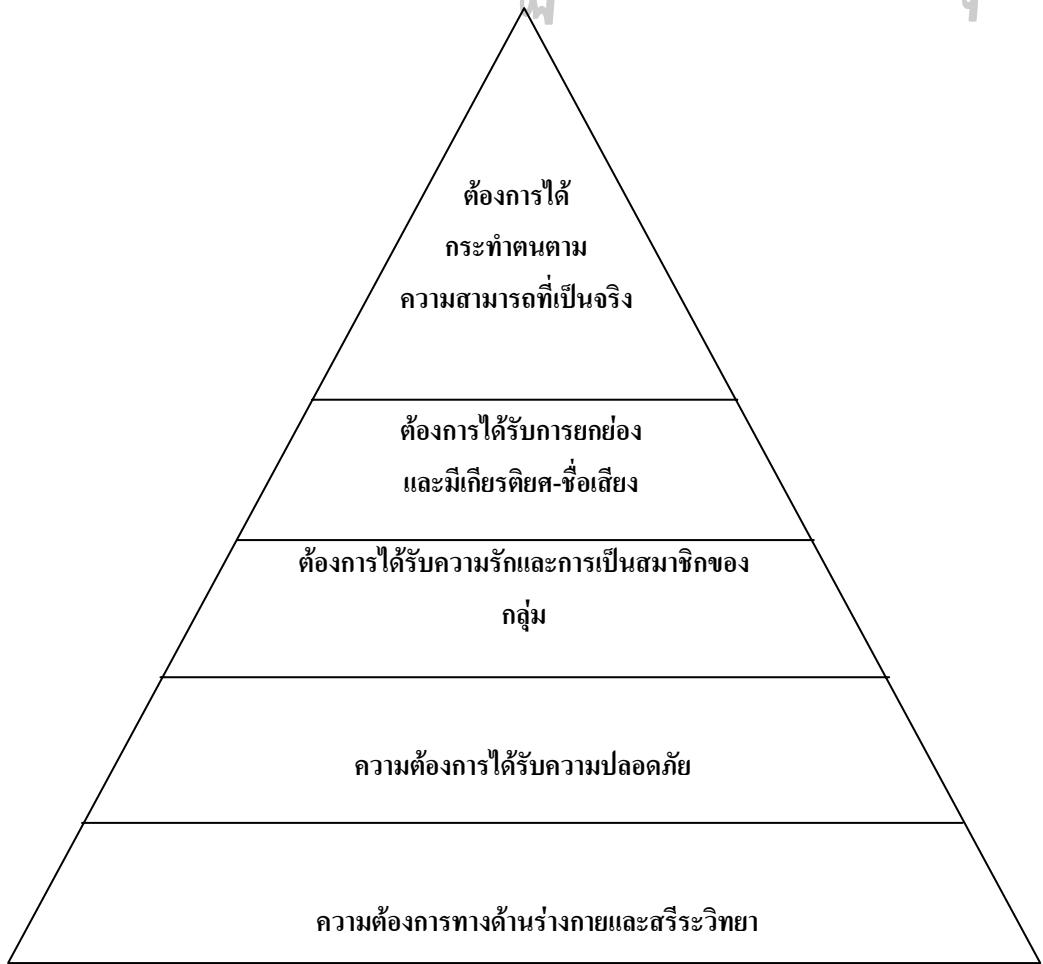 ต้องการได้
กระทำตนตาม
ความสามารถที่เป็นจริง
ต้องการได้รับการยกย่อง
และมีเกียรติยศ-ชื่อเสียง
ต้องการได้รับความรักและการเป็นสมาชิกของ
กลุ่ม
ความต้องการได้รับความปลอดภัย
ความต้องการทางด้านร่างกายและสรีระวิทยา